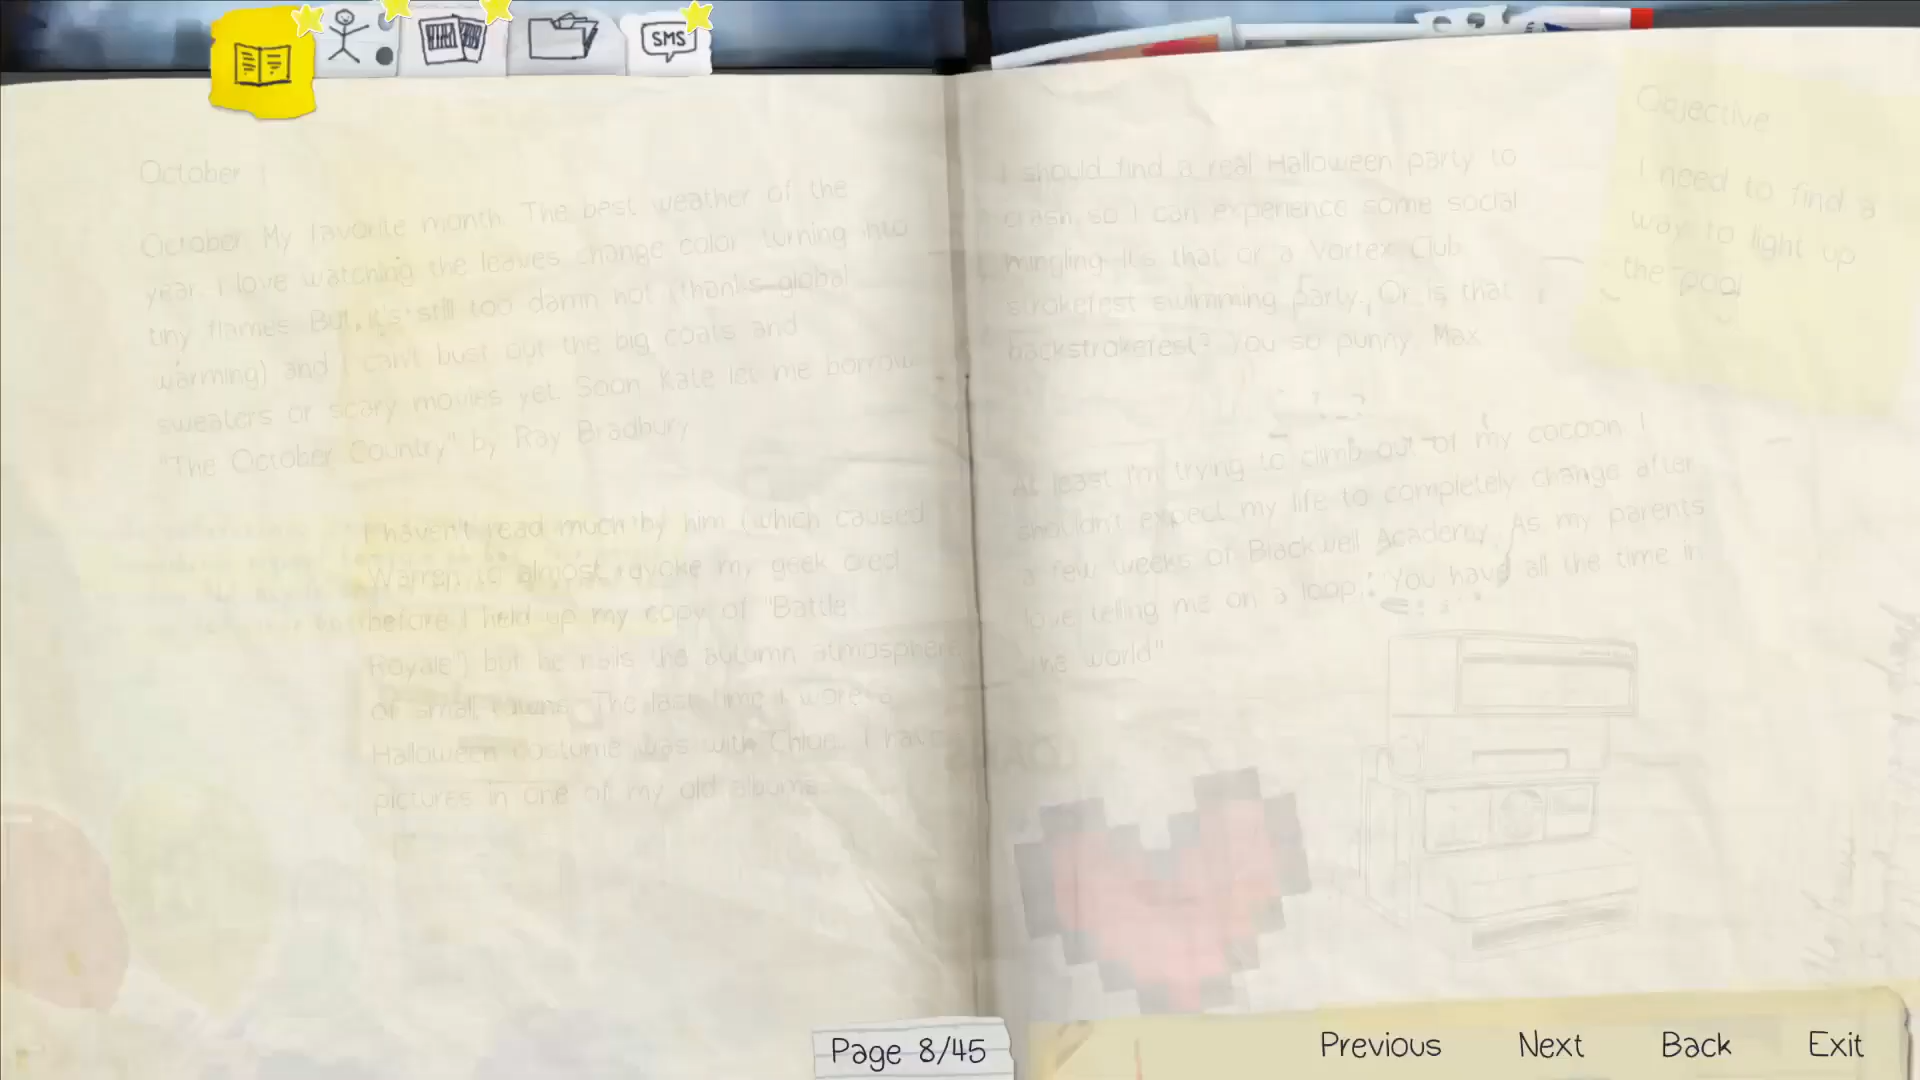 SMS
October 1
October. My favorite month. The best weather of the
year. I love watching the leaves change color turning into
tiny flames. But, it's still too damn hot (thanks global
warming) and I can't bust out the big coats and
sweaters or scary movies yet. Soon. Kate let me borrow
"The October Country" by Ray Bradbury.
I haven't read much by him (which caused
Warren to almost revoke my geek cred
before I held up my copy of "Battle
Royale") but he nails the autumn atmosphere
of small towns. The last time I wore a
Halloween costume was with Chloe. I have
pictures in one of my old albums.
I should find a real Halloween party to
crash so I can experience some social
mingling. It's that or a Vortex Club
strokefest swimming party. Or is that
backstrokefest? You so punny, Max.
At least I'm trying to climb out of my cocoon. I
shouldn't expect my life to completely change after
a few weeks of Blackwell Academy. As my parents
love telling me on a loop: "You have all the time in
the world"
Objective
I need to find a
way to light up
the pool
Page 8/45
Previous
Next
Back
Exit